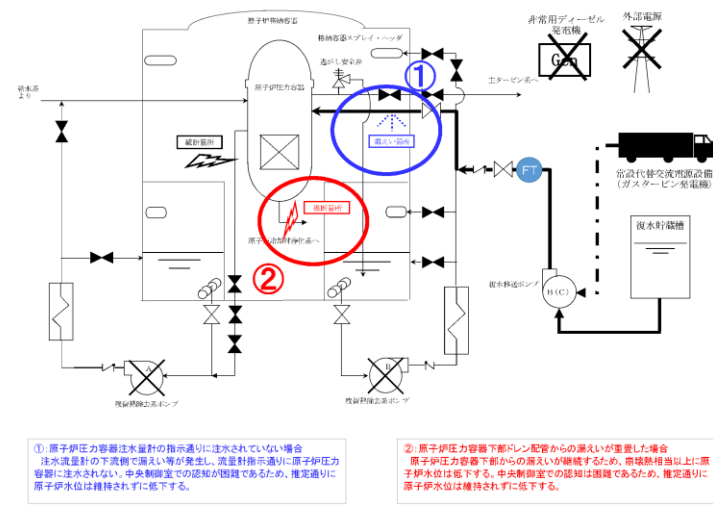 原子炉格納容器
格納容器スプレイ・ヘッダ
逃がし安全弁
①
非常用ディーゼル
発電機
Gen
外部電源
給水系
より
原子炉圧力容器
主タービン系へ
破断箇所
漏えい箇所
FT
常設代替交流電源設備
(ガスタービン発電機)
破断箇所
原子炉冷却材浄化系へ
②
復水貯蔵槽
復水移送ポンプ
B(C)
A
残留熱除去系ポンプ
B
残留熱除去系ポンプ
①:原子炉圧力容器注水量計の指示通りに注水されていない場合
注水流量計の下流側で漏えい等が発生し、流量計指示通りに原子炉圧力
容器に注水されない。中央制御室での認知が困難であるため、推定通りに
原子炉水位は維持されずに低下する。
②:原子炉圧力容器下部ドレン配管からの漏えいが重畳した場合
原子炉圧力容器下部からの漏えいが継続するため、崩壊熱相当以上に原
子炉水位は低下する。中央制御室での認知は困難であるため、推定通りに
原子炉水位は維持されずに低下する。